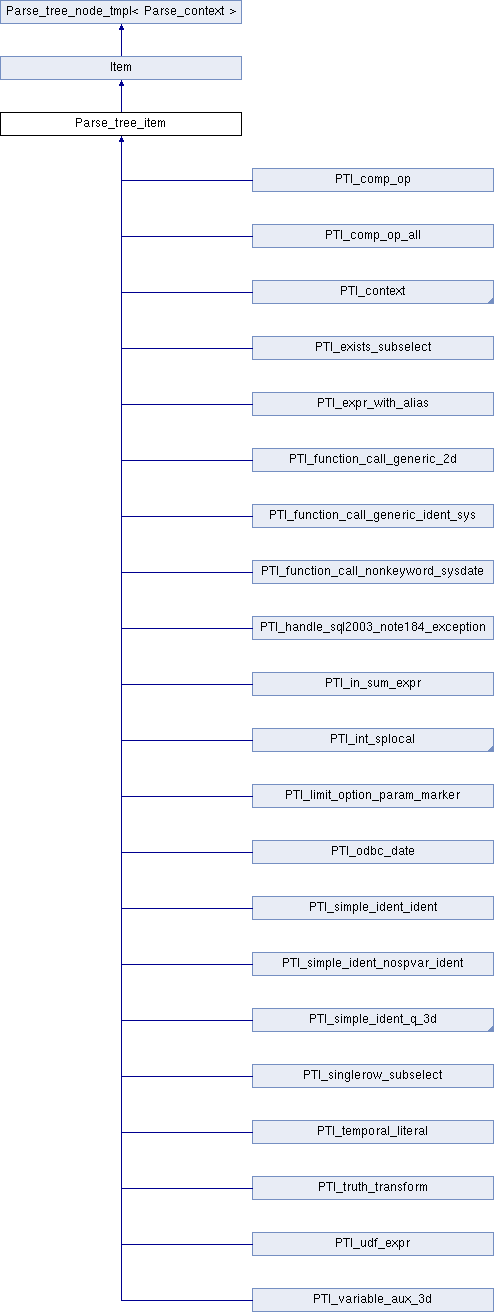 Parse_tree_node_tmpl< Parse_context >
Item
Parse_tree_item
PTI_comp_op
PTI_comp_op_all
PTI_context
PTI_exists_subselect
PTI_expr_with_alias
PTI_function_call_generic_2d
PTI_function_call_generic_ident_sys
PTI_function_call_nonkeyword_sysdate
PTI_handle_sql2003_note184_exception
PTI_in_sum_expr
PTI_int_splocal
PTI_limit_option_param_marker
PTI_odbc_date
PTI_simple_ident_ident
PTI_simple_ident_nospvar_ident
PTI_simple_ident_q_3d
PTI_singlerow_subselect
PTI_temporal_literal
PTI_truth_transform
PTI_udf_expr
PTI_variable_aux_3d